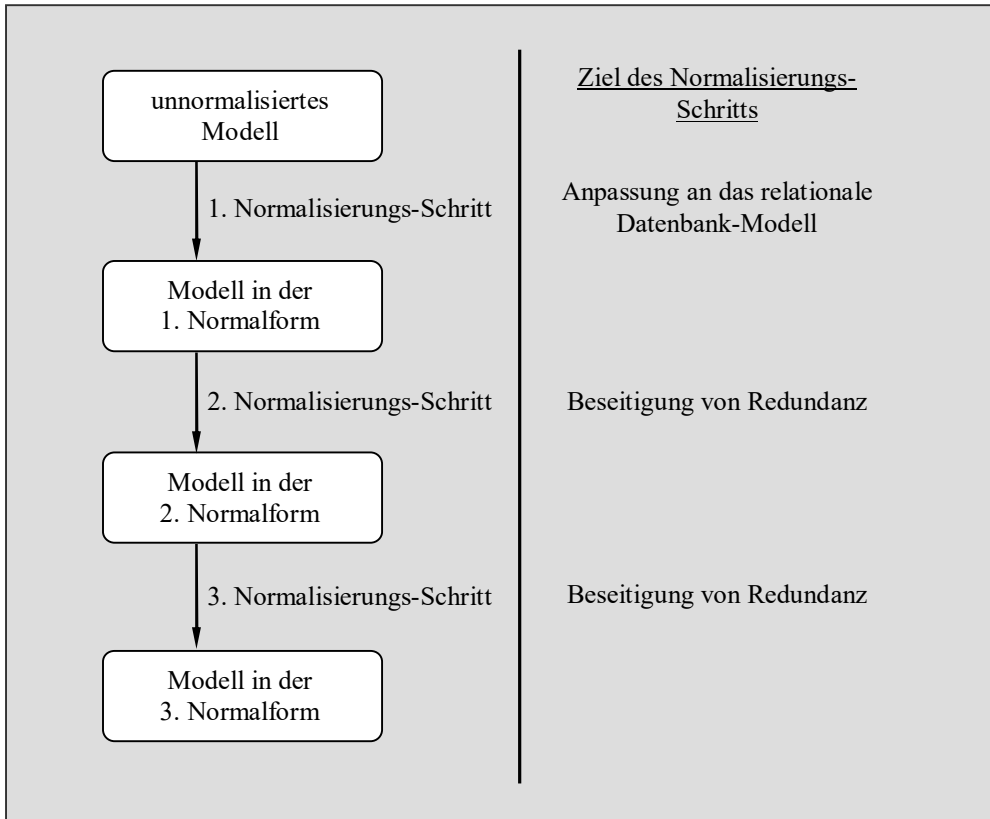 unnormalisiertes
Modell
Ziel des Normalisierungs-
Schritts
1. Normalisierungs-Schritt
Anpassung an das relationale
Datenbank-Modell
Modell in der
1. Normalform
2. Normalisierungs-Schritt
Beseitigung von Redundanz
Modell in der
2. Normalform
3. Normalisierungs-Schritt
Beseitigung von Redundanz
Modell in der
3. Normalform